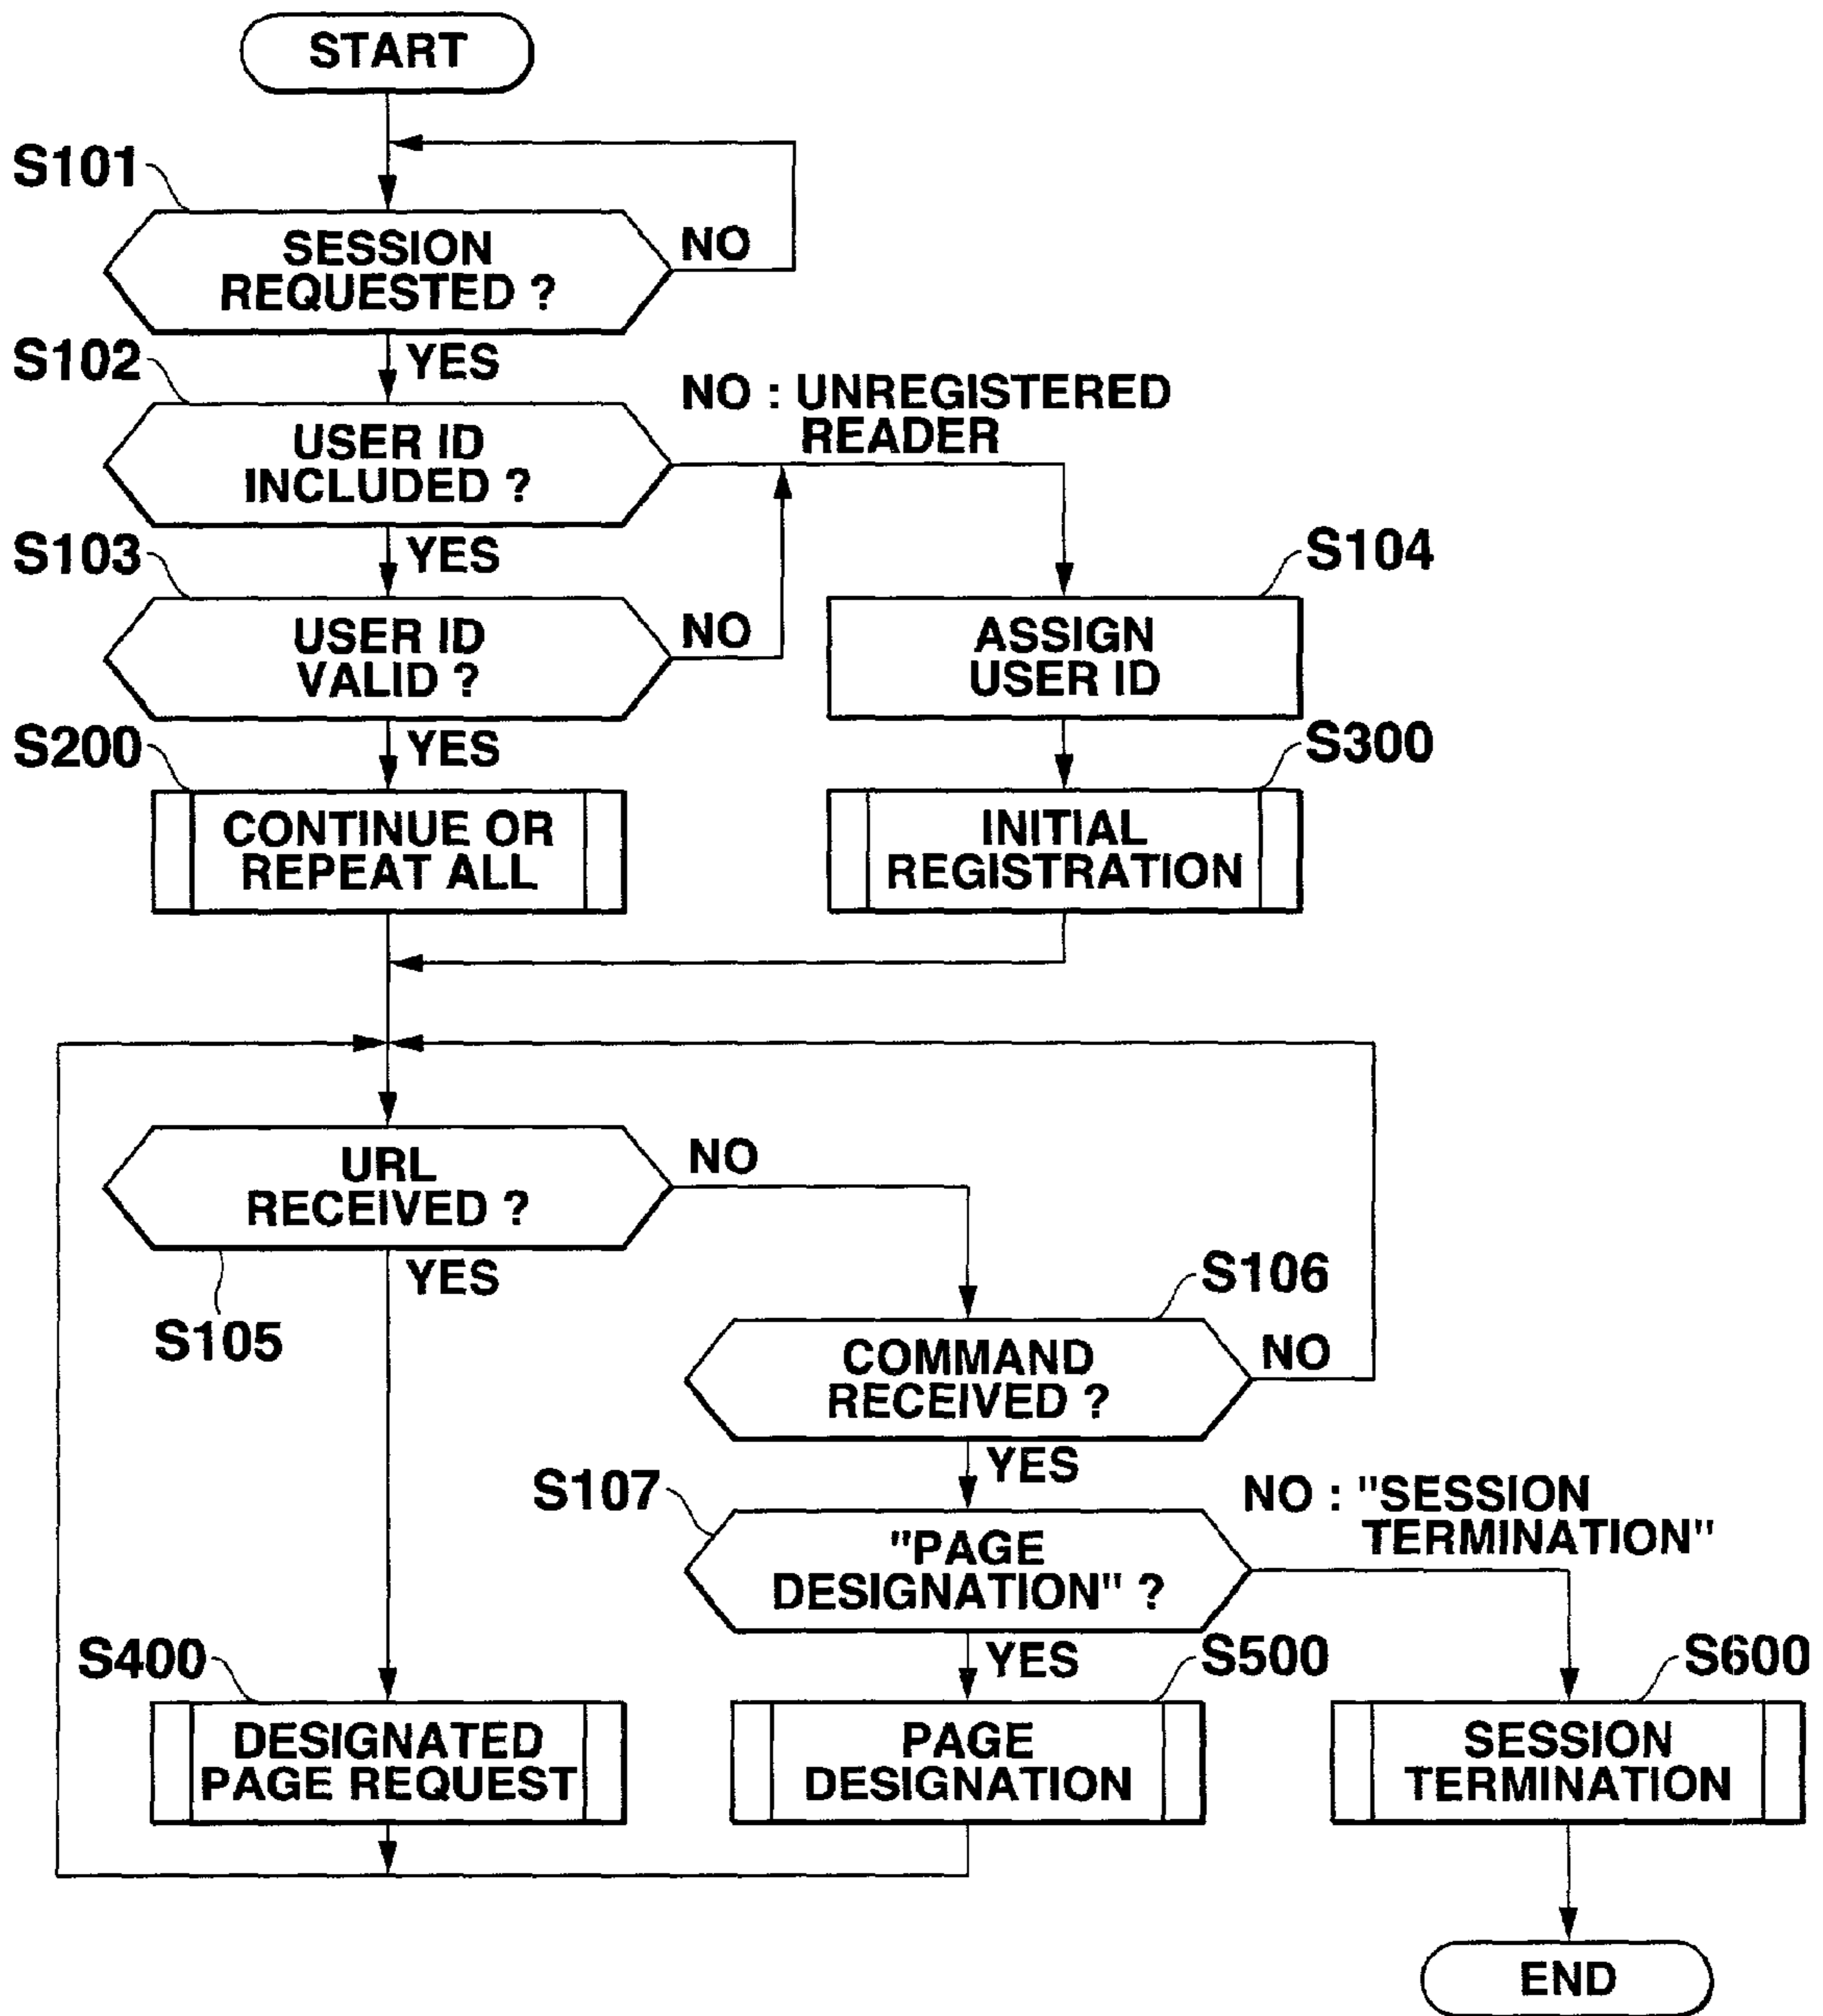 START
S101
SESSION
REQUESTED ?
NO
S102
YES
NO : UNREGISTERED
READER
USER ID
INCLUDED ?
S103
YES
S104
USER ID
VALID ?
NO
ASSIGN
USER ID
S200
YES
S300
CONTINUE OR
REPEAT ALL
INITIAL
REGISTRATION
URL
RECEIVED ?
NO
YES
S105
S106
COMMAND
RECEIVED ?
NO
YES
S107
NO : "SESSION
TERMINATION"
"PAGE
DESIGNATION" ?
S400
YES
S500
S600
DESIGNATED
PAGE REQUEST
PAGE
DESIGNATION
SESSION
TERMINATION
END